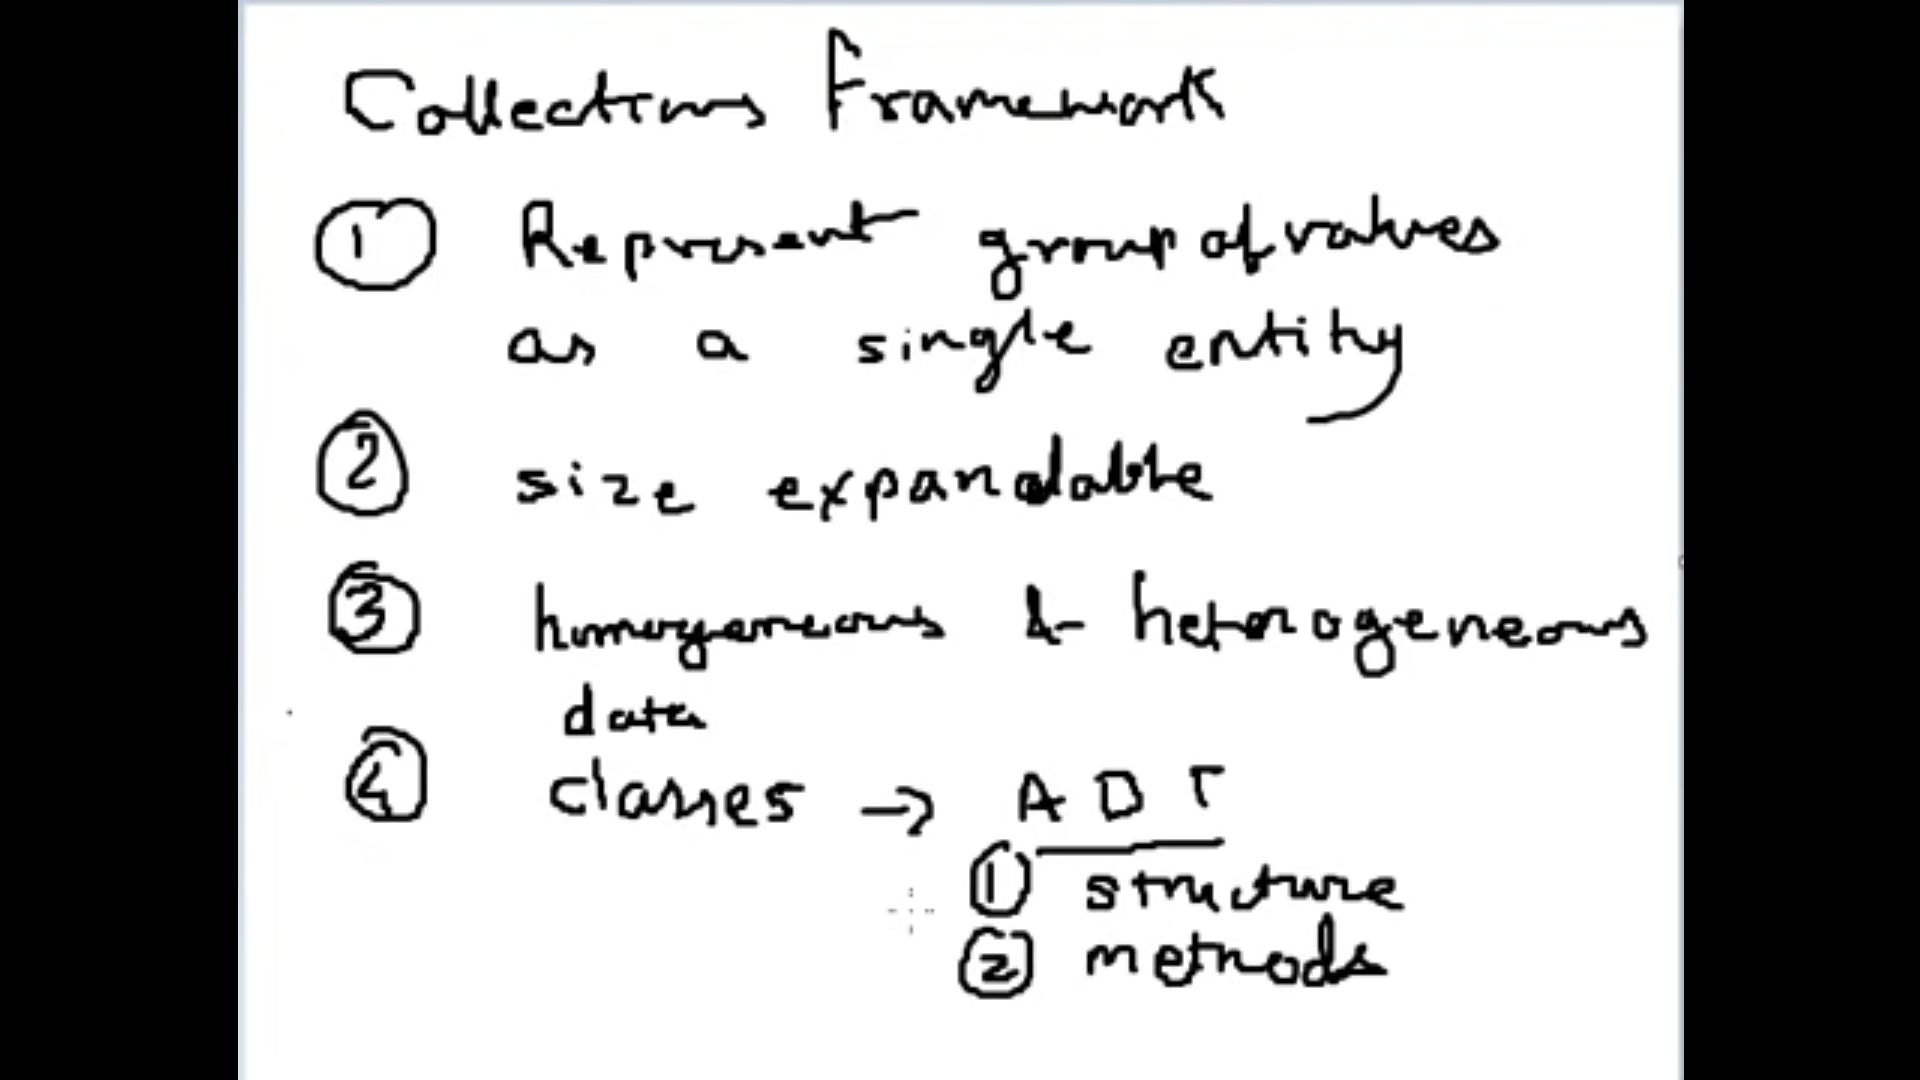 Collections Framework
① Represent group of values
as a single entity
② size expandable
③ homogeneous & heterogeneous
data
④ classes → ADT
① structure
② methods